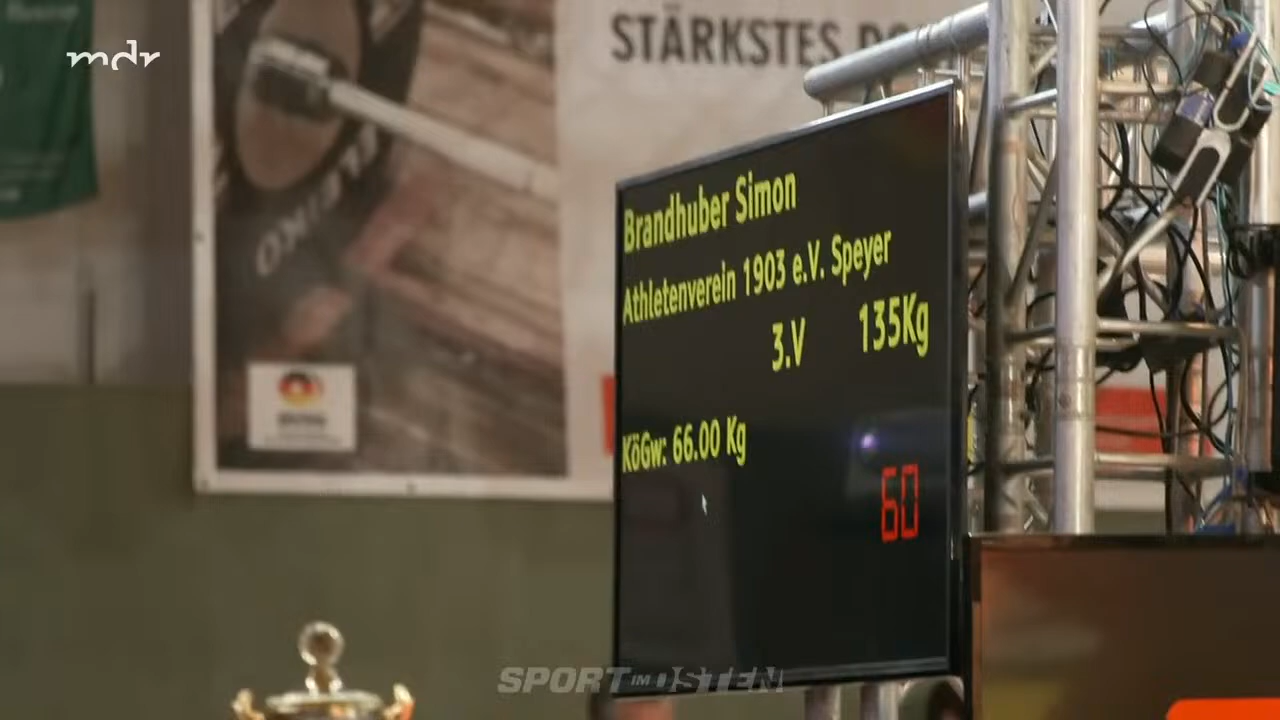 mdr
STÄRKSTES
Brandhuber Simon
Athletenverein 1903 e.V. Speyer
3.V 135Kg
KöGw: 66.00 Kg
60
SPORT IM OSTEN